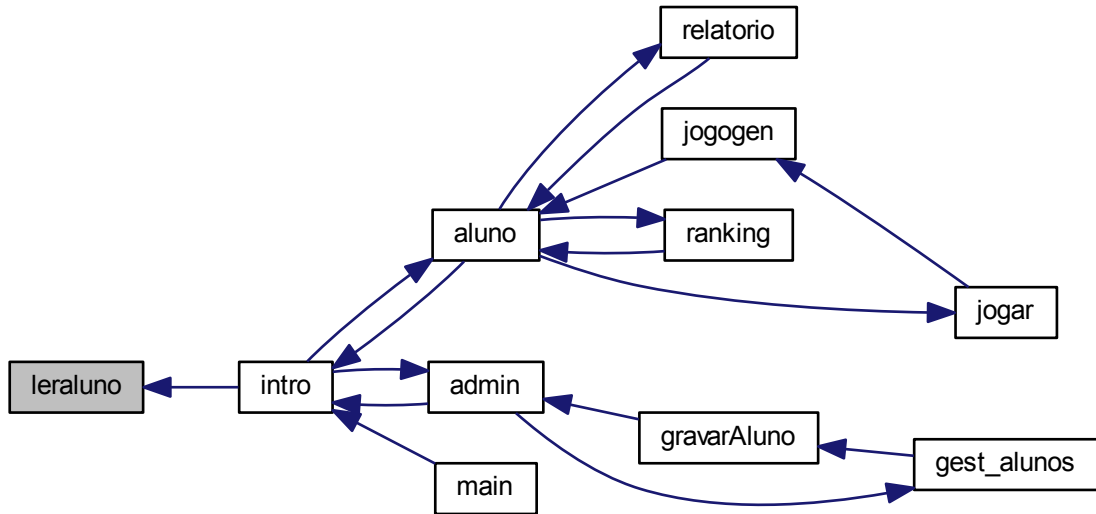 relatorio
jogogen
aluno
ranking
jogar
leraluno
intro
admin
gravarAluno
gest_alunos
main